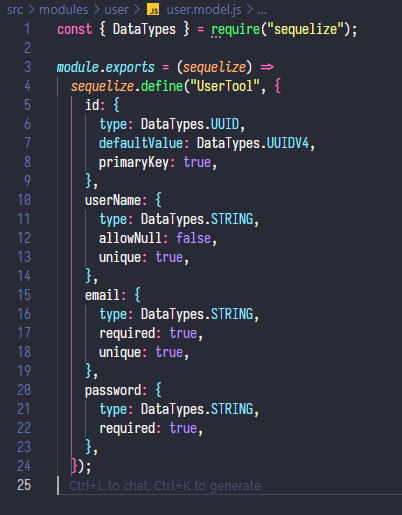 src > modules > user > JS user.model.js > ...
1 const { DataTypes } = require("sequelize");
2
3 module.exports = (sequelize) =>
4   sequelize.define("UserTool", {
5     id: {
6       type: DataTypes.UUID,
7       defaultValue: DataTypes.UUIDV4,
8       primaryKey: true,
9     },
10     userName: {
11       type: DataTypes.STRING,
12       allowNull: false,
13       unique: true,
14     },
15     email: {
16       type: DataTypes.STRING,
17       required: true,
18       unique: true,
19     },
20     password: {
21       type: DataTypes.STRING,
22       required: true,
23     },
24   });
25 Ctrl+L to chat, Ctrl+K to generate